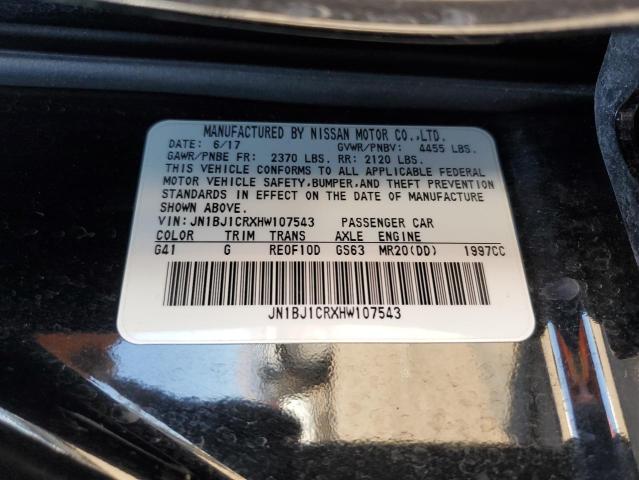 MANUFACTURED BY NISSAN MOTOR CO.,LTD.
DATE: 6/17 GVWR/PNBV: 4455 LBS.
GAWR/PNBE FR: 2370 LBS. RR: 2120 LBS.
THIS VEHICLE CONFORMS TO ALL APPLICABLE FEDERAL
MOTOR VEHICLE SAFETY,BUMPER,AND THEFT PREVENTION
STANDARDS IN EFFECT ON THE DATE OF MANUFACTURE
SHOWN ABOVE.
VIN: JN1BJ1CRXHW107543 PASSENGER CAR
COLOR TRIM TRANS AXLE ENGINE
G41 G RE0F10D GS63 MR20(DD) 1997CC
JN1BJ1CRXHW107543